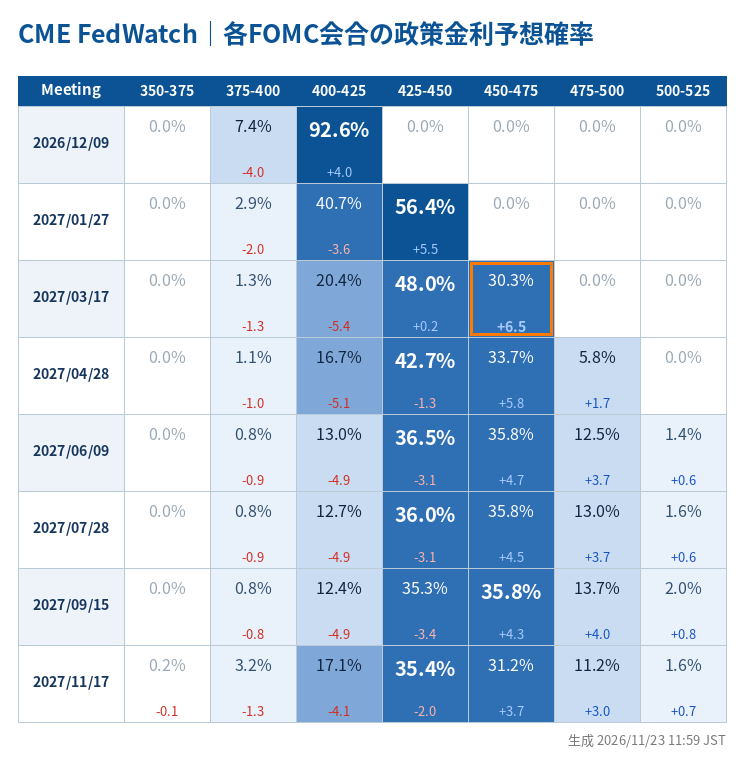 CME FedWatch｜各FOMC会合の政策金利予想確率
Meeting 350-375 375-400 400-425 425-450 450-475 475-500 500-525
2026/12/09 0.0% 7.4% 92.6% 0.0% 0.0% 0.0% 0.0%
-4.0 +4.0
2027/01/27 0.0% 2.9% 40.7% 56.4% 0.0% 0.0% 0.0%
-2.0 -3.6 +5.5
2027/03/17 0.0% 1.3% 20.4% 48.0% 30.3% 0.0% 0.0%
-1.3 -5.4 +0.2 +6.5
2027/04/28 0.0% 1.1% 16.7% 42.7% 33.7% 5.8% 0.0%
-1.0 -5.1 -1.3 +5.8 +1.7
2027/06/09 0.0% 0.8% 13.0% 36.5% 35.8% 12.5% 1.4%
-0.9 -4.9 -3.1 +4.7 +3.7 +0.6
2027/07/28 0.0% 0.8% 12.7% 36.0% 35.8% 13.0% 1.6%
-0.9 -4.9 -3.1 +4.5 +3.7 +0.6
2027/09/15 0.0% 0.8% 12.4% 35.3% 35.8% 13.7% 2.0%
-0.8 -4.9 -3.4 +4.3 +4.0 +0.8
2027/11/17 0.2% 3.2% 17.1% 35.4% 31.2% 11.2% 1.6%
-0.1 -1.3 -4.1 -2.0 +3.7 +3.0 +0.7
生成 2026/11/23 11:59 JST